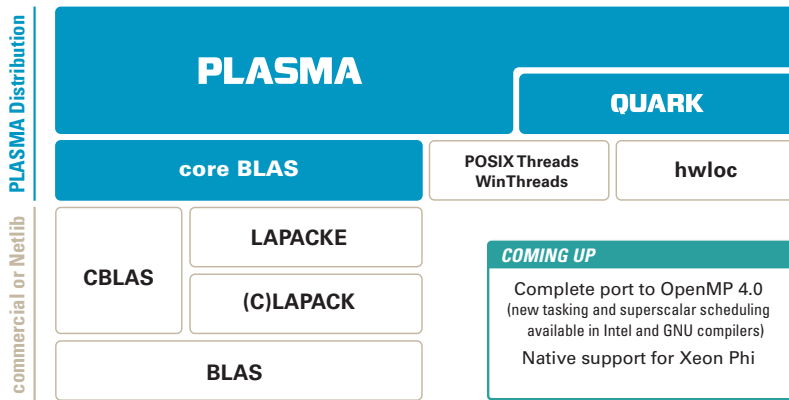 PLASMA Distribution
PLASMA
QUARK
core BLAS
POSIX Threads
WinThreads
hwloc
commercial or Netlib
CBLAS
LAPACKE
(C)LAPACK
BLAS
COMING UP
Complete port to OpenMP 4.0
(new tasking and superscalar scheduling
available in Intel and GNU compilers)
Native support for Xeon Phi